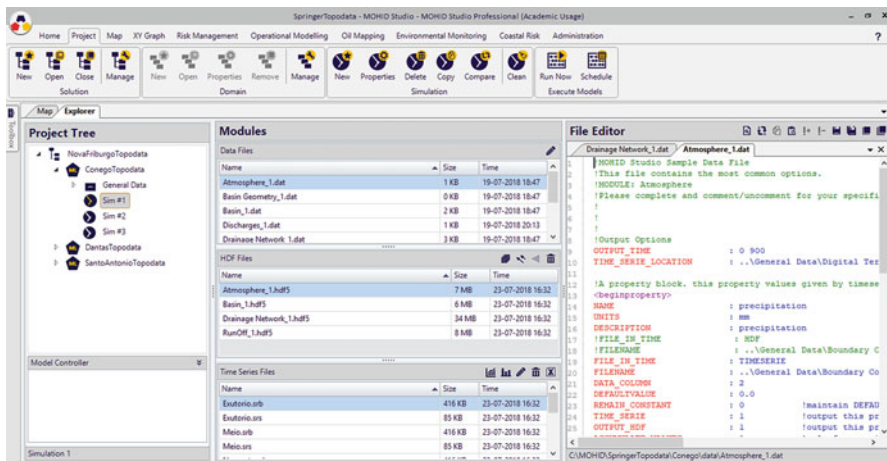 SpringerTopodata - MOHID Studio - MOHID Studio Professional (Academic Usage)
Home Project Map XY Graph Risk Management Operational Modelling Oil Mapping Environmental Monitoring Coastal Risk Administration ?
New Open Close Manage New Open Properties Remove Manage New Properties Delete Copy Compare Clean Run Now Schedule
Solution Domain Simulation Execute Models
Toolbox
Map Explorer
Project Tree
NovaFriburgoTopodata
ConegoTopodata
General Data
Sim #1
Sim #2
Sim #3
DantasTopodata
SantoAntonioTopodata
Model Controller
Simulation 1
Modules
Data Files
Name Size Time
Atmosphere_1.dat 1 KB 19-07-2018 18:47
Basin Geometry_1.dat 0 KB 19-07-2018 18:47
Basin_1.dat 2 KB 19-07-2018 18:47
Discharges_1.dat 1 KB 19-07-2018 20:13
Drainage Network_1.dat 3 KB 19-07-2018 18:47
HDF Files
Name Size Time
Atmosphere_1.hdf5 7 MB 23-07-2018 16:32
Basin_1.hdf5 6 MB 23-07-2018 16:32
Drainage Network_1.hdf5 34 MB 23-07-2018 16:32
RunOff_1.hdf5 8 MB 23-07-2018 16:32
Time Series Files
Name Size Time
Exutorio.srb 416 KB 23-07-2018 16:32
Exutorio.srs 85 KB 23-07-2018 16:32
Meio.srb 416 KB 23-07-2018 16:32
Meio.srs 85 KB 23-07-2018 16:32
File Editor
Drainage Network_1.dat Atmosphere_1.dat
1 !MOHID Studio Sample Data File
2 !This file contains the most common options.
3 !MODULE: Atmosphere
4 !Please complete and comment/uncomment for your specifi
5 !
6 !
7 !
8 !Output Options
9 OUTPUT_TIME : 0 900
10 TIME_SERIE_LOCATION : ..\General Data\Digital Ter
11
12 !A property block. this property values given by timese
13 <beginproperty>
14 NAME : precipitation
15 UNITS : mm
16 DESCRIPTION : precipitation
17 !FILE_IN_TIME : HDF
18 !FILENAME : ..\General Data\Boundary C
19 FILE_IN_TIME : TIMESERIE
20 FILENAME : ..\General Data\Boundary Co
21 DATA_COLUMN : 2
22 DEFAULTVALUE : 0.0
23 REMAIN_CONSTANT : 0 !maintain DEFAU
24 TIME_SERIE : 1 !output this pr
25 OUTPUT_HDF : 1 !output this pr
C:\MOHID\SpringerTopodata\Conego\data\Atmosphere_1.dat